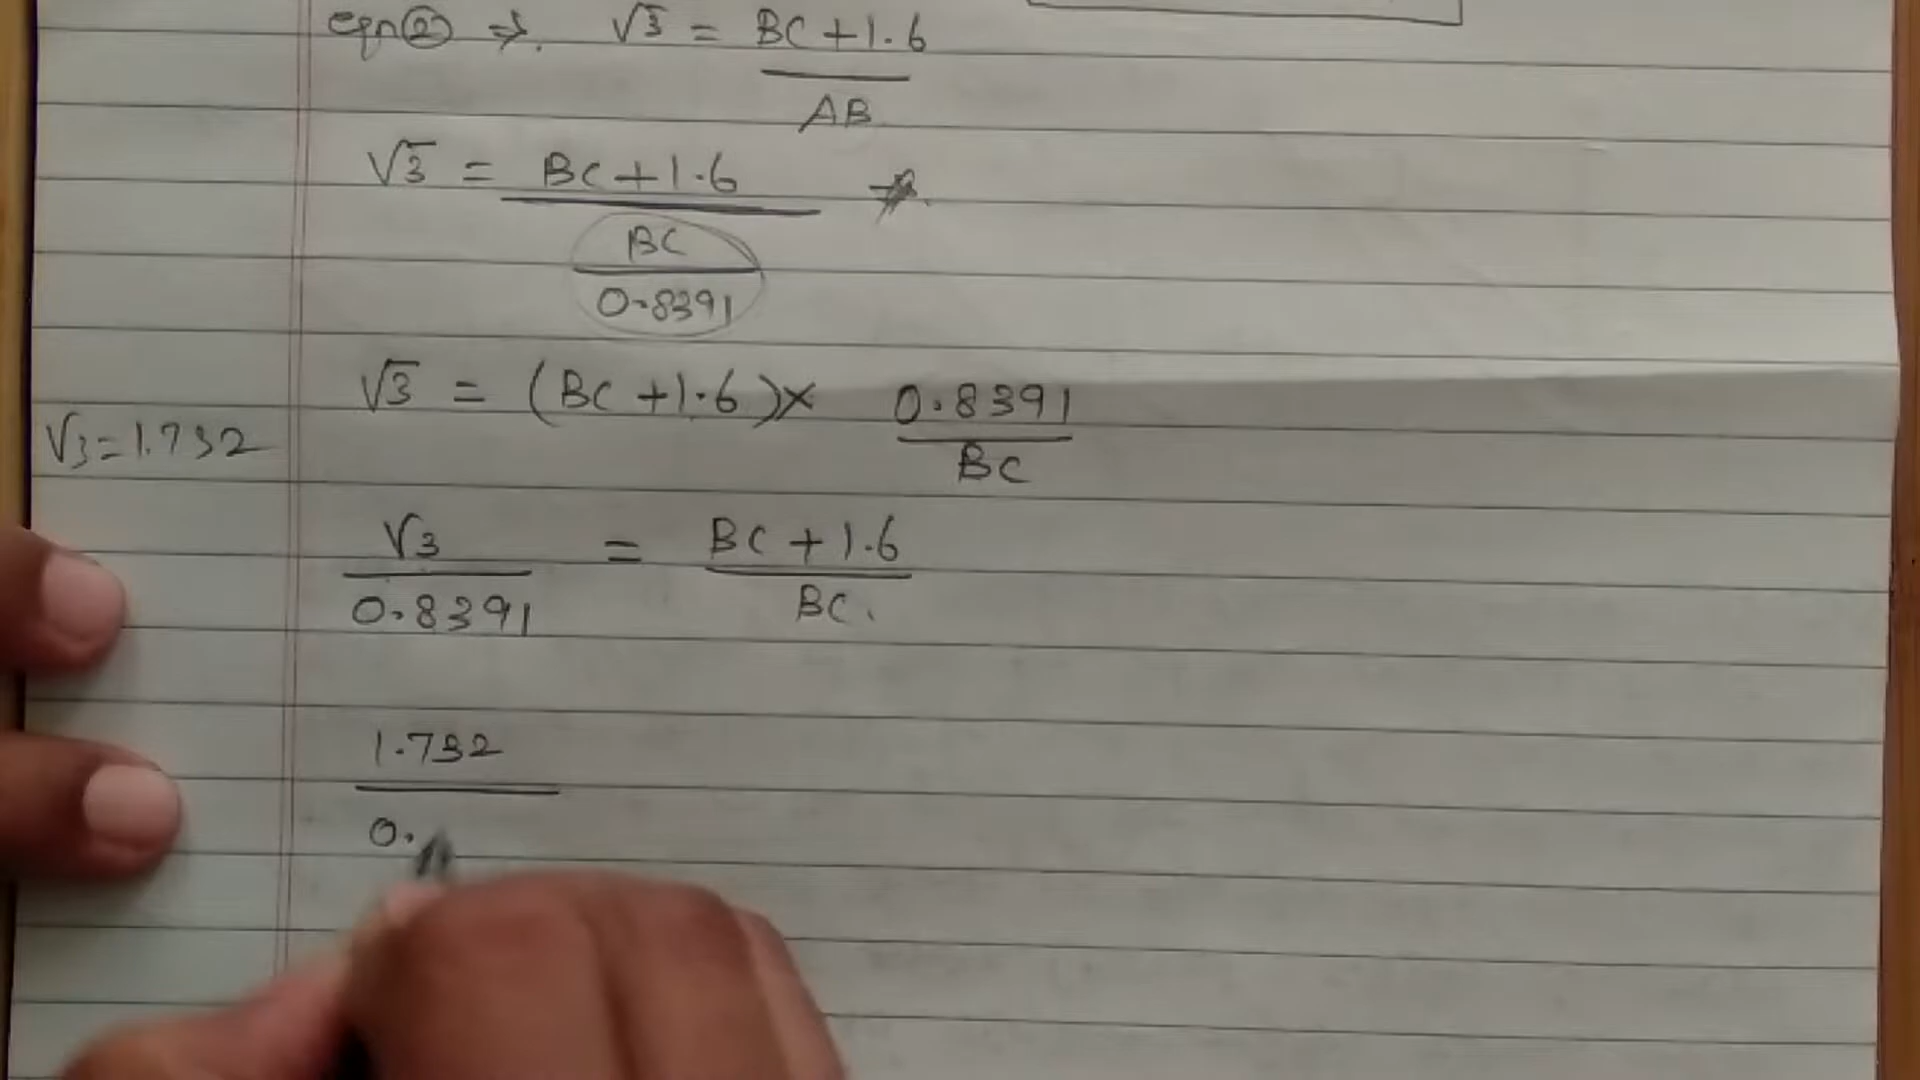 eqn② ⇒. √3 = BC+1.6
AB
√3 = BC+1.6
BC
0.8391
√3 = (BC+1.6)× 0.8391
BC
√3=1.732
√3 = BC+1.6
0.8391 BC.
1.732
0.